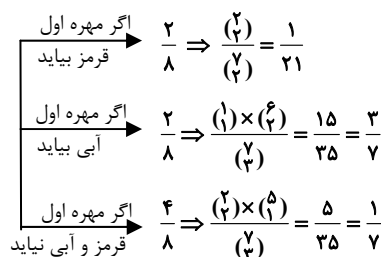 اگر مهره اول
قرمز بیاید
۲/۸ ⇒ (۲ ۲)/(۷ ۲) = ۱/۲۱
اگر مهره اول
آبی بیاید
۲/۸ ⇒ (۱ ۱)×(۶ ۲)/(۷ ۳) = ۱۵/۳۵ = ۳/۷
اگر مهره اول
قرمز و آبی نیاید
۴/۸ ⇒ (۲ ۲)×(۵ ۱)/(۷ ۳) = ۵/۳۵ = ۱/۷